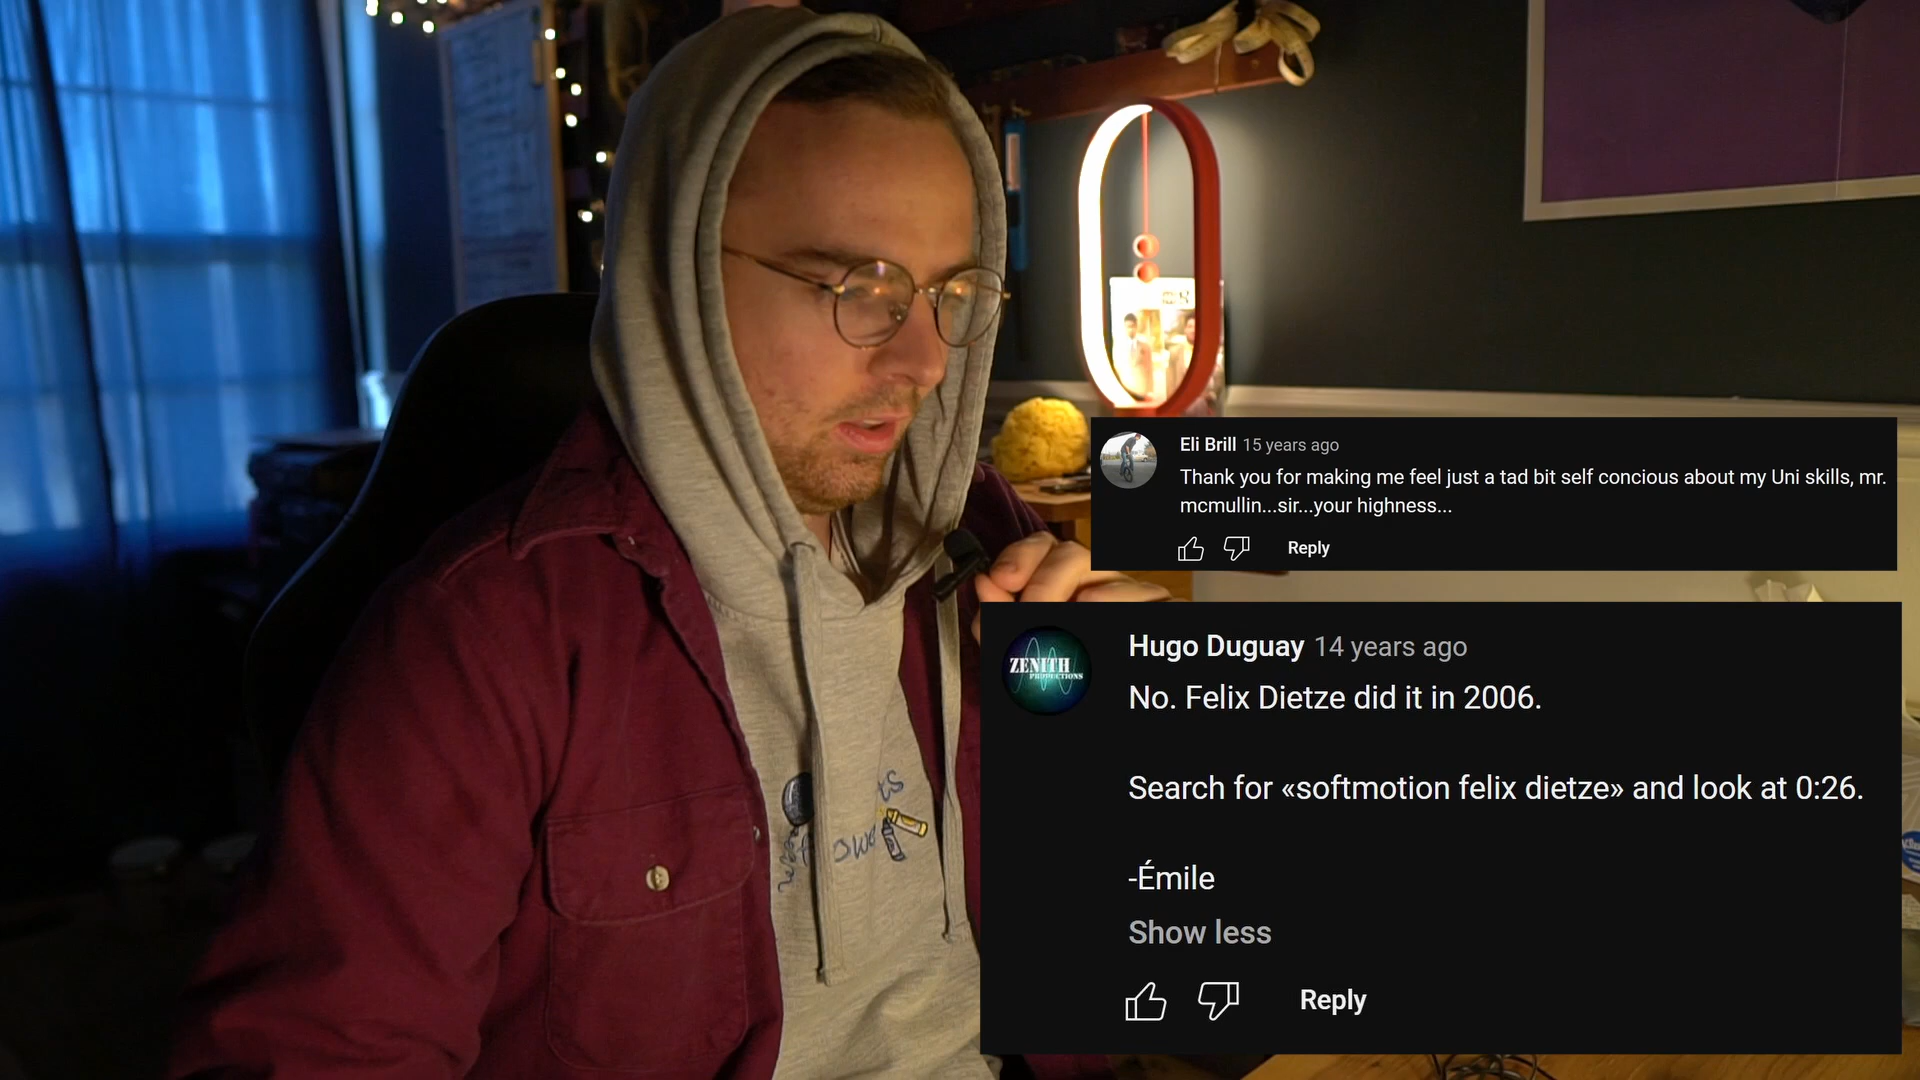 Eli Brill 15 years ago
Thank you for making me feel just a tad bit self concious about my Uni skills, mr.
mcmullin...sir...your highness...
Reply
ZENITH
PRODUCTIONS
Hugo Duguay 14 years ago
No. Felix Dietze did it in 2006.
Search for «softmotion felix dietze» and look at 0:26.
-Émile
Show less
Reply